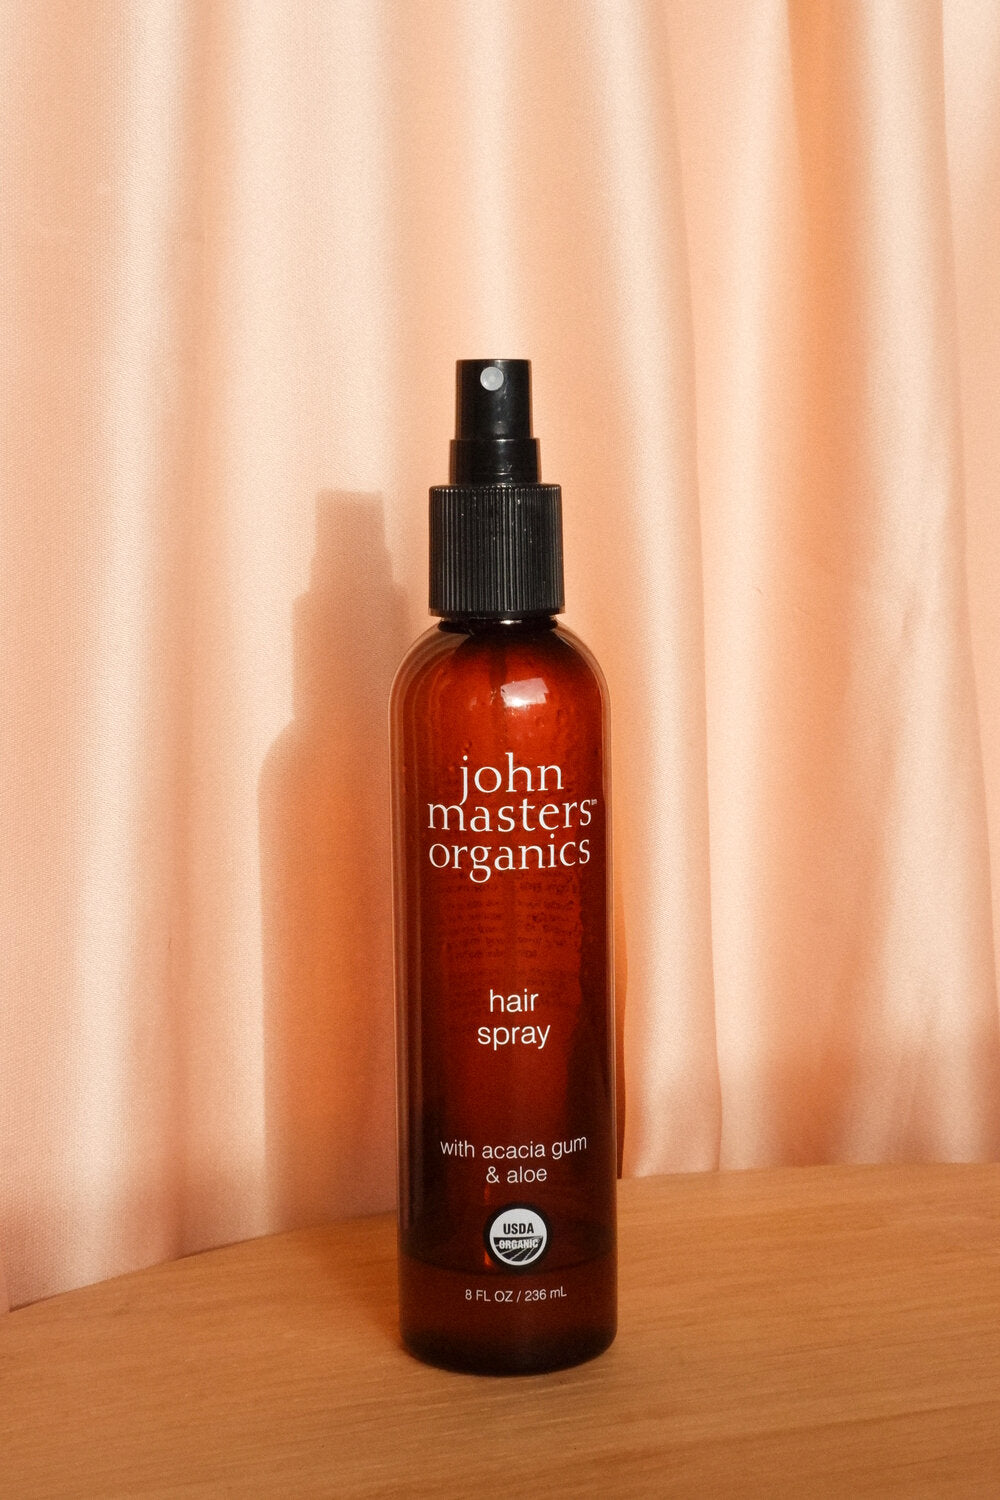 john
masters™
organics
hair
spray
with acacia gum
& aloe
USDA
ORGANIC
8 FL OZ / 236 mL